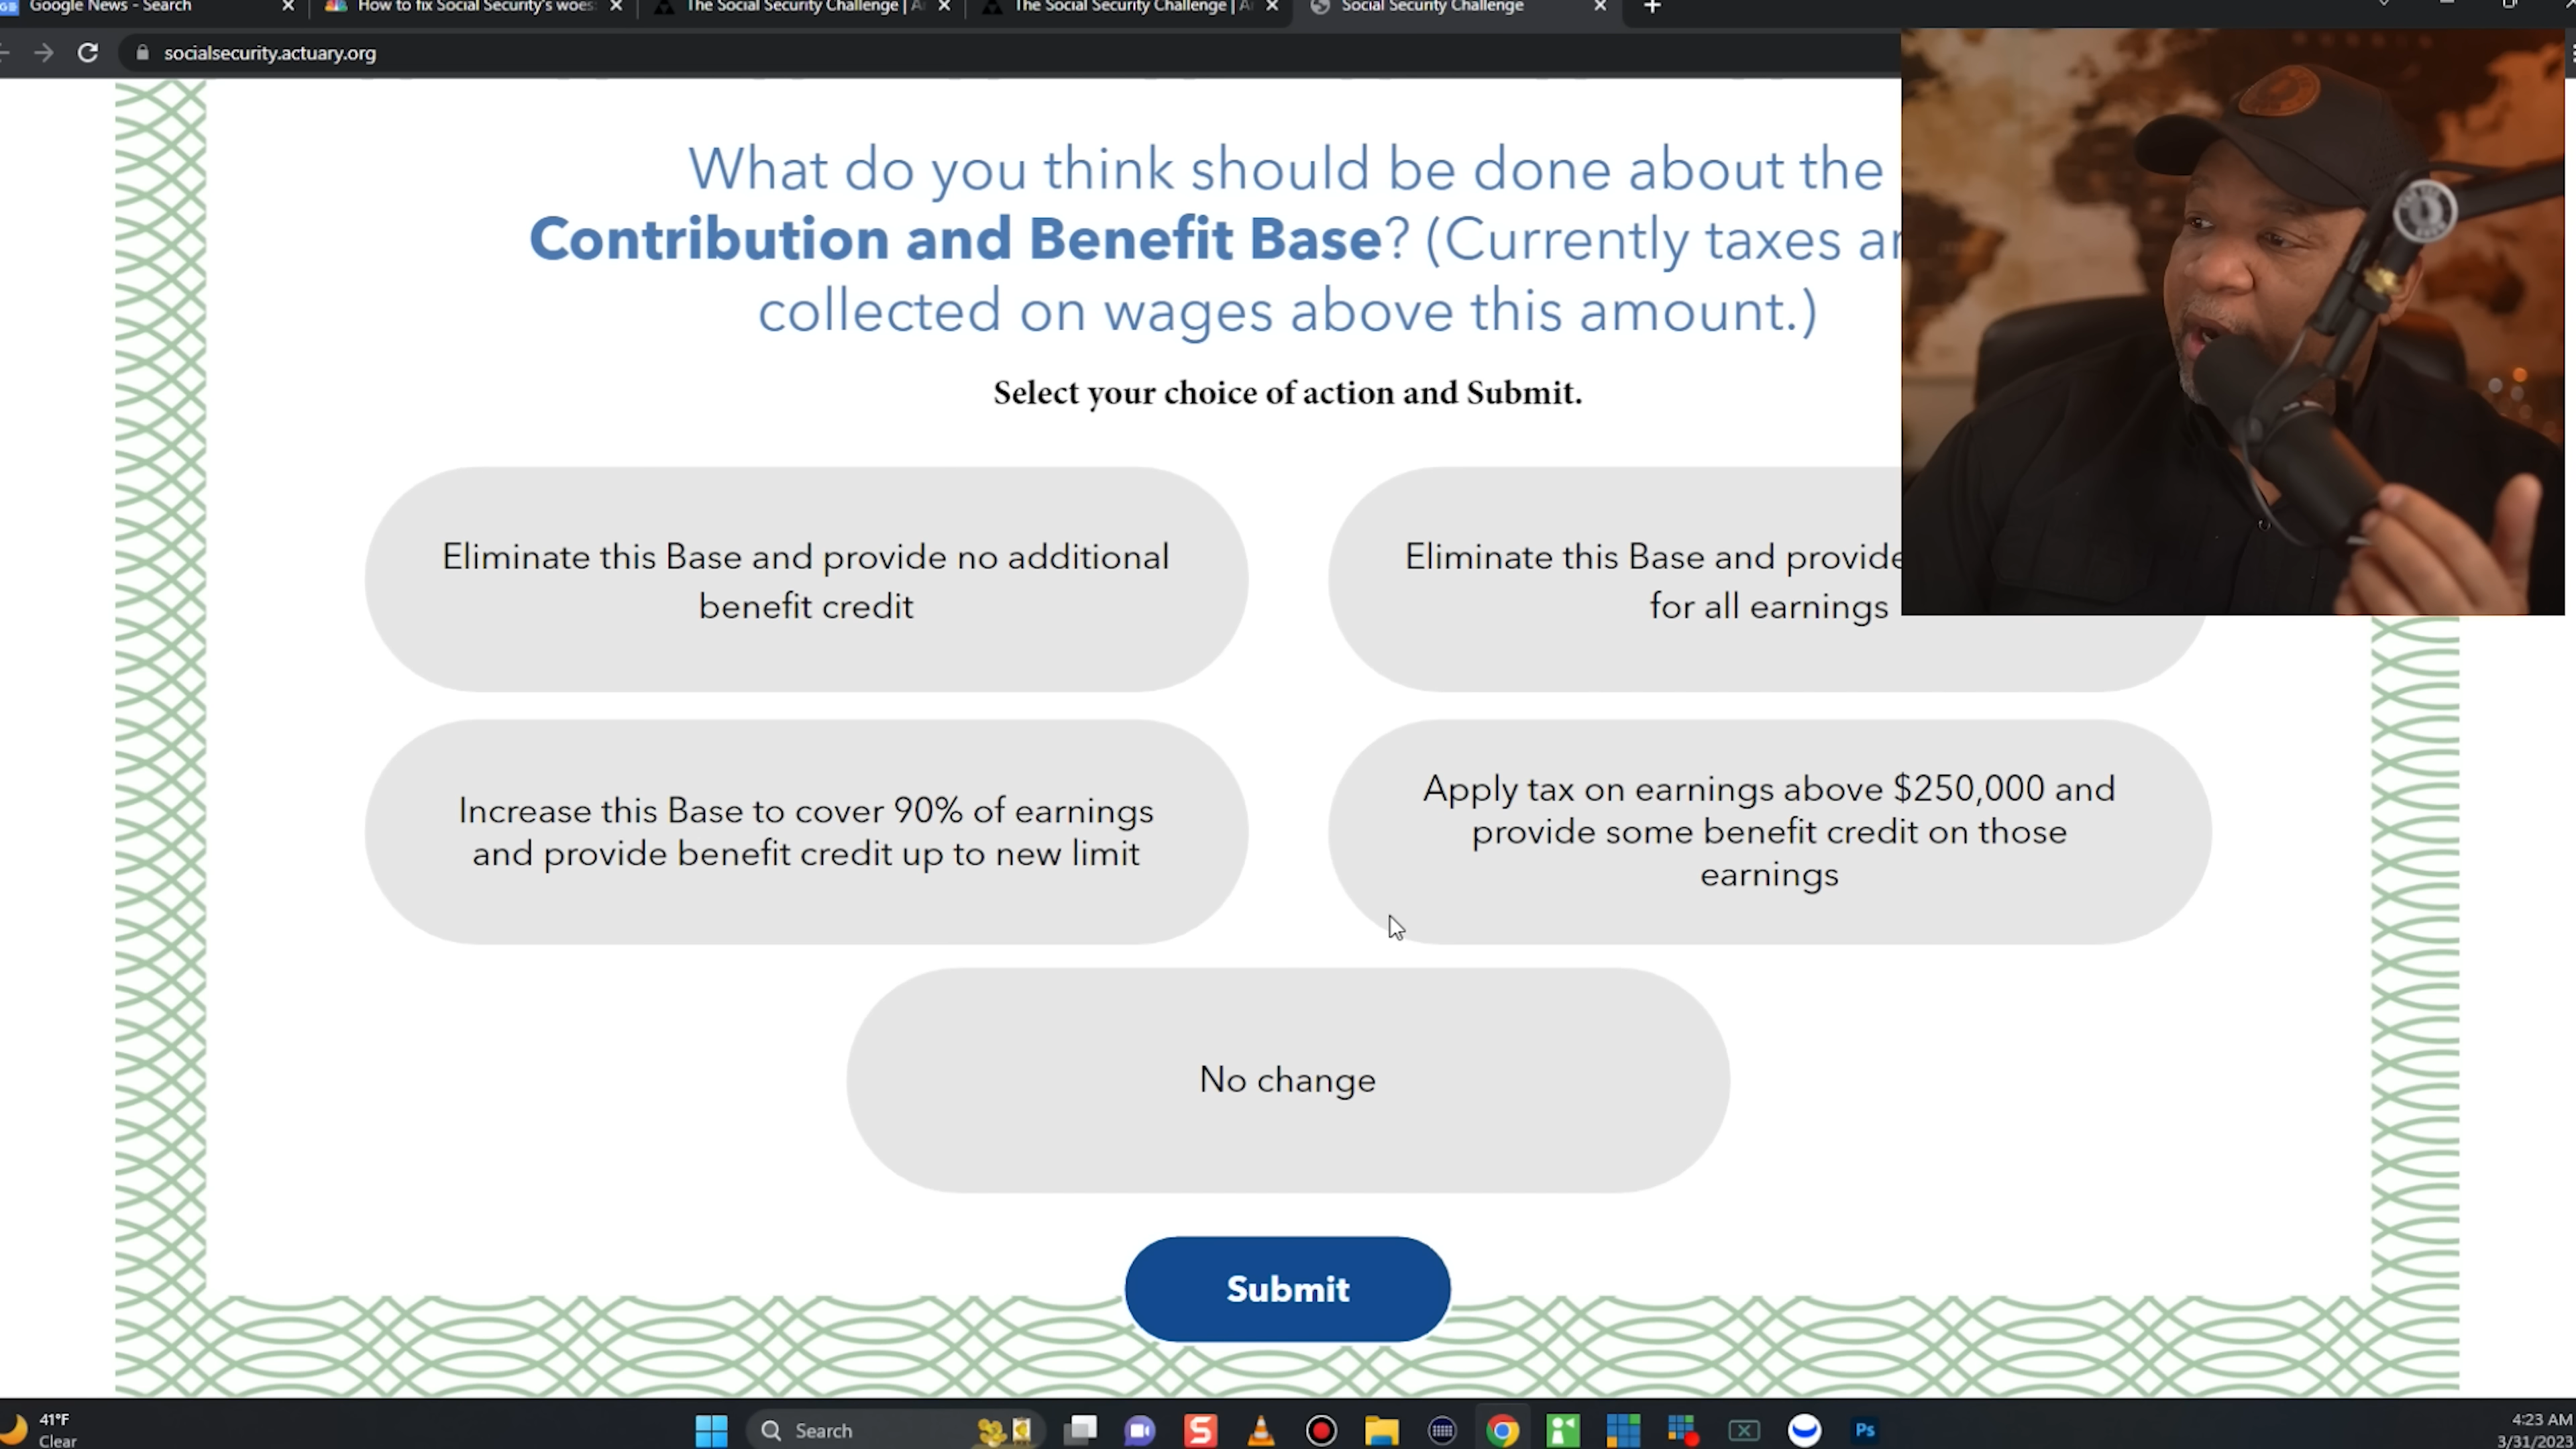 Google News - Search
How to fix Social Security's woes
The Social Security Challenge |
The Social Security Challenge |
Social Security Challenge
socialsecurity.actuary.org
What do you think should be done about the
Contribution and Benefit Base? (Currently taxes
collected on wages above this amount.)
Select your choice of action and Submit.
Eliminate this Base and provide no additional
benefit credit
Eliminate this Base and provide
for all earnings
Increase this Base to cover 90% of earnings
and provide benefit credit up to new limit
Apply tax on earnings above $250,000 and
provide some benefit credit on those
earnings
No change
Submit
41°F
Clear
Search
Ps
4:23 AM
3/31/2023